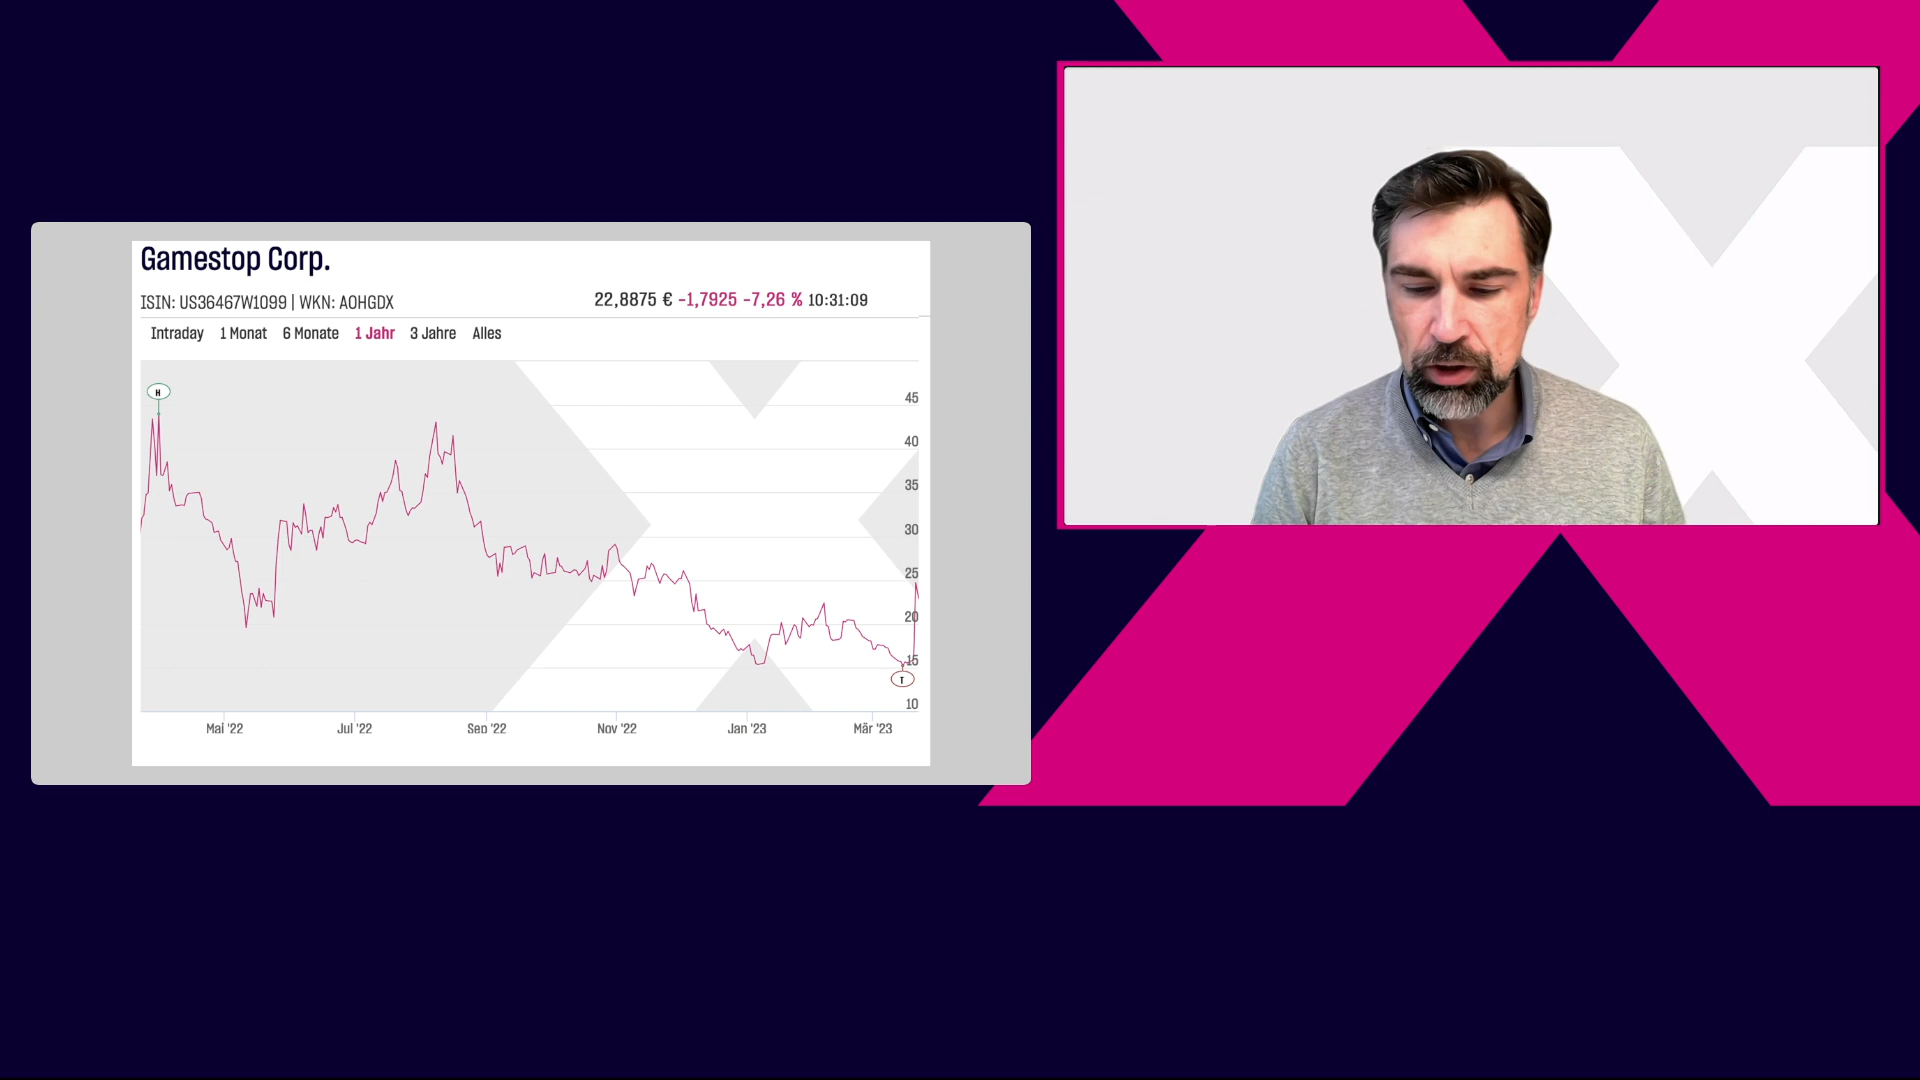 Gamestop Corp.
ISIN: US36467W1099 | WKN: A0HGDX
22,8875 € -1,7925 -7,26 % 10:31:09
Intraday 1 Monat 6 Monate 1 Jahr 3 Jahre Alles
H
45
40
35
30
25
20
15
T
10
Mai '22 Jul '22 Sep '22 Nov '22 Jan '23 Mär '23